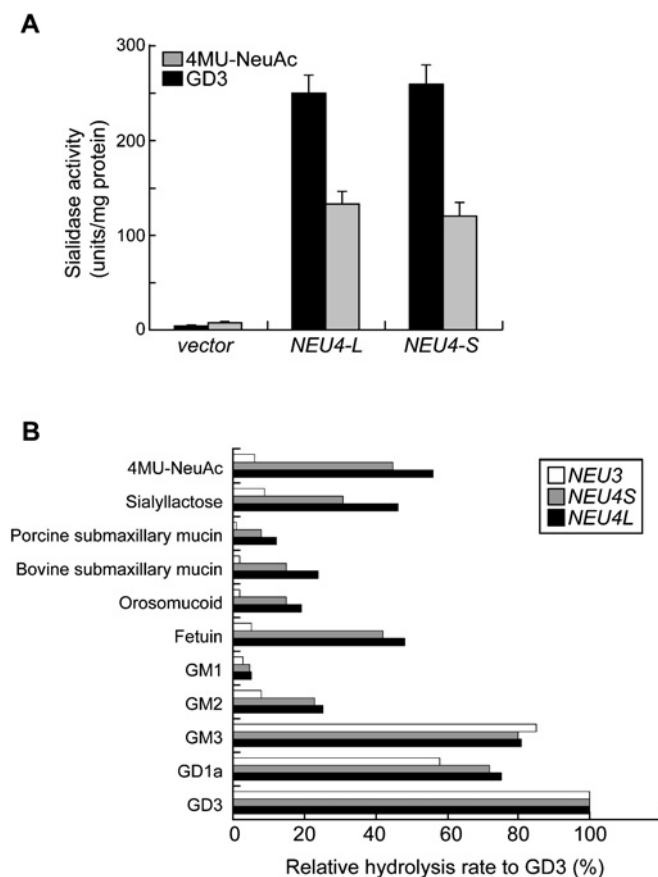 A
300
200
100
0
Sialidase activity
(units/mg protein)
4MU-NeuAc
GD3
vector NEU4-L NEU4-S
B
4MU-NeuAc
Sialyllactose
Porcine submaxillary mucin
Bovine submaxillary mucin
Orosomucoid
Fetuin
GM1
GM2
GM3
GD1a
GD3
NEU3
NEU4S
NEU4L
0 20 40 60 80 100
Relative hydrolysis rate to GD3 (%)